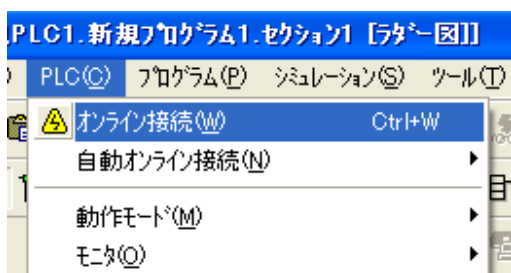 PLC1.新規ﾌﾟﾛｸﾞﾗﾑ1.ｾｸｼｮﾝ1 [ﾗﾀﾞｰ図]]
) PLC(C) ﾌﾟﾛｸﾞﾗﾑ(P) ｼﾐｭﾚｰｼｮﾝ(S) ﾂｰﾙ(T)
ｵﾝﾗｲﾝ接続(W) Ctrl+W
自動ｵﾝﾗｲﾝ接続(N)
動作ﾓｰﾄﾞ(M)
ﾓﾆﾀ(O)